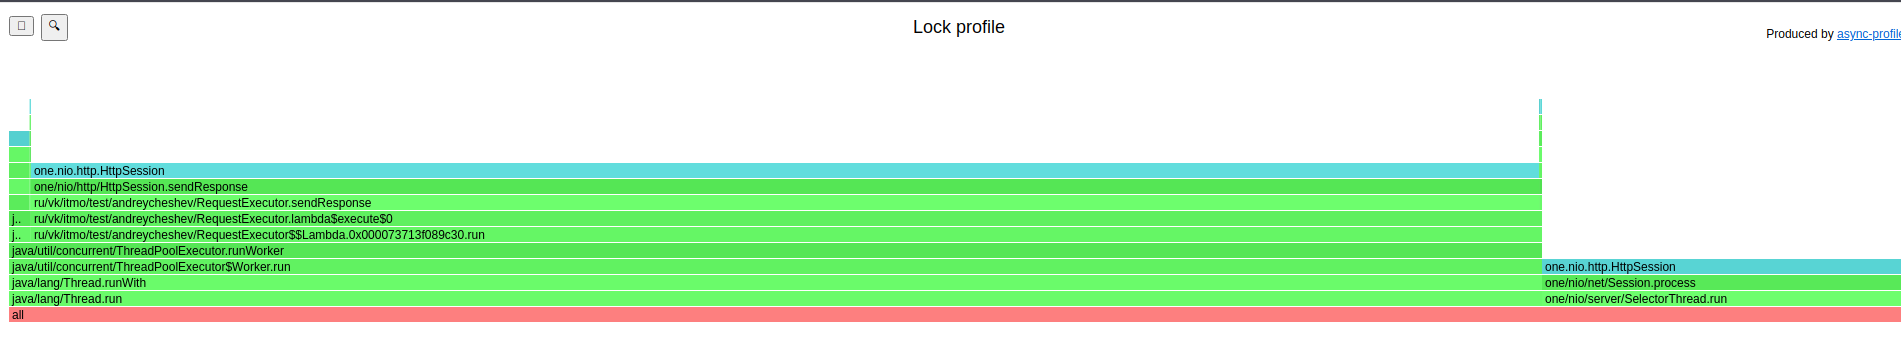 Lock profile
Produced by async-profile
one.nio.http.HttpSession
one/nio/http/HttpSession.sendResponse
ru/vk/itmo/test/andreycheshev/RequestExecutor.sendResponse
j.. ru/vk/itmo/test/andreycheshev/RequestExecutor.lambda$execute$0
j.. ru/vk/itmo/test/andreycheshev/RequestExecutor$$Lambda.0x000073713f089c30.run
java/util/concurrent/ThreadPoolExecutor.runWorker
java/util/concurrent/ThreadPoolExecutor$Worker.run one.nio.http.HttpSession
java/lang/Thread.runWith one/nio/net/Session.process
java/lang/Thread.run one/nio/server/SelectorThread.run
all